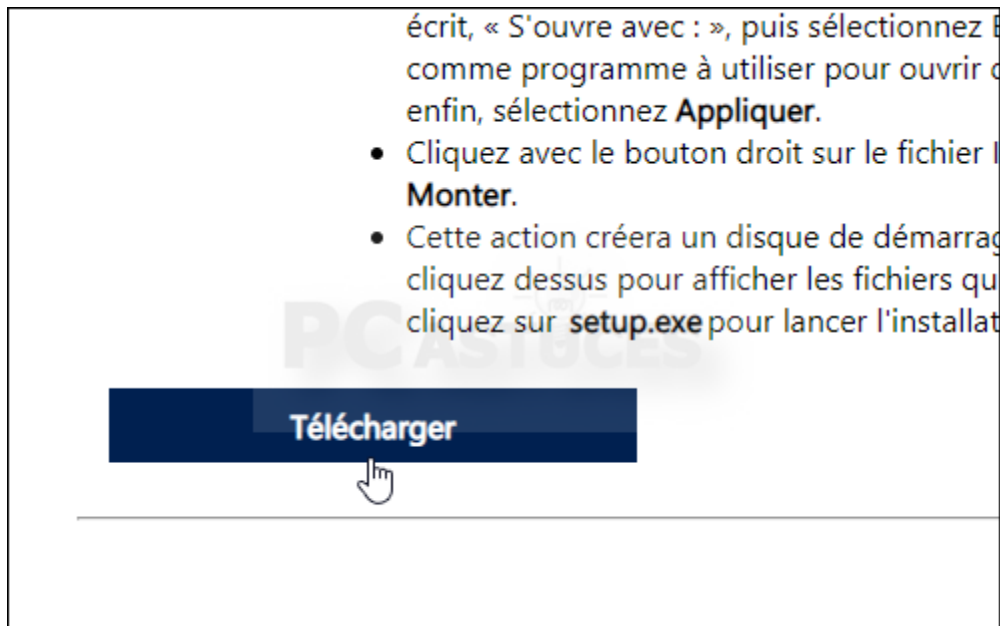 écrit, « S'ouvre avec : », puis sélectionnez
comme programme à utiliser pour ouvrir
enfin, sélectionnez Appliquer.
• Cliquez avec le bouton droit sur le fichier
Monter.
• Cette action créera un disque de démarrag
cliquez dessus pour afficher les fichiers qu
cliquez sur setup.exe pour lancer l'installat
PC ASTUCES
Télécharger